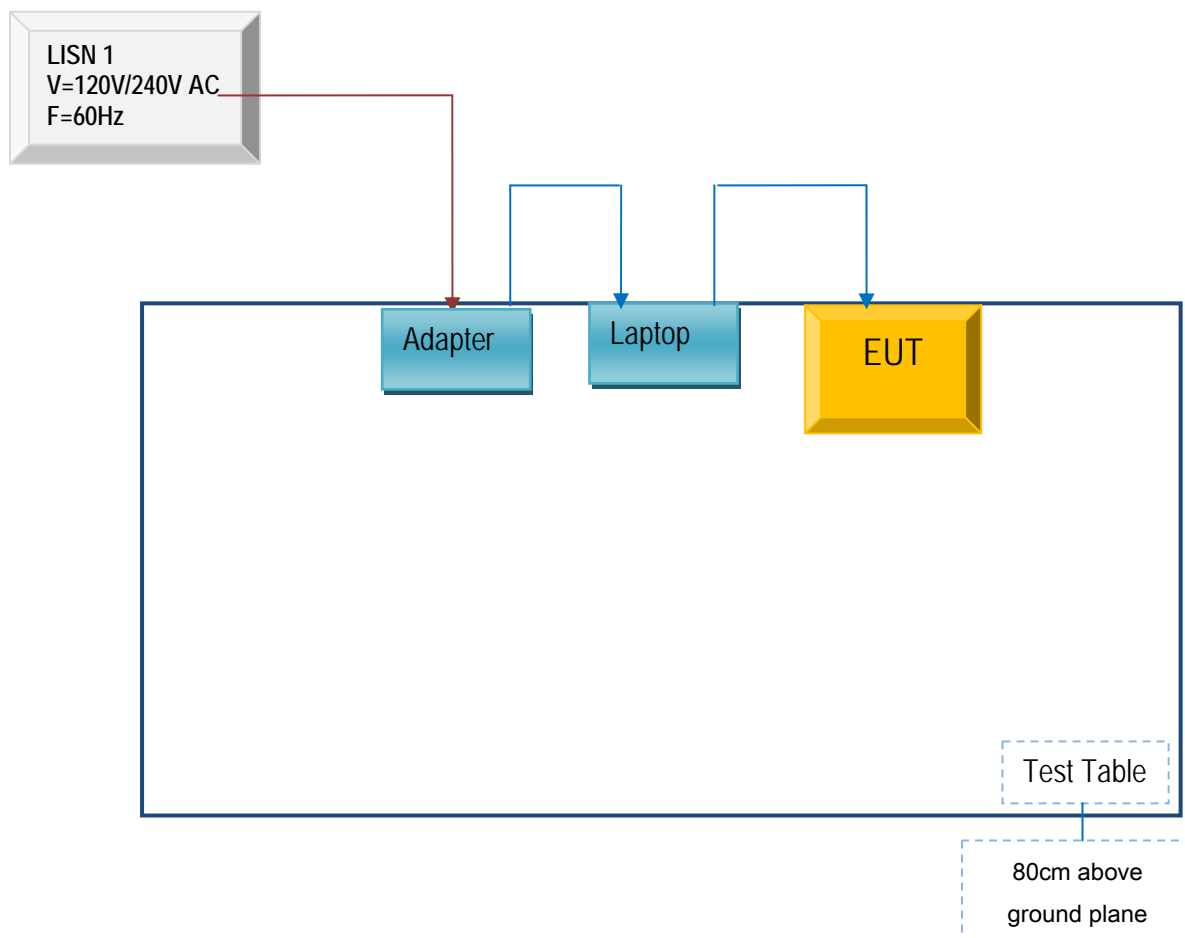 LISN 1
V=120V/240V AC
F=60Hz
Adapter
Laptop
EUT
Test Table
80cm above
ground plane